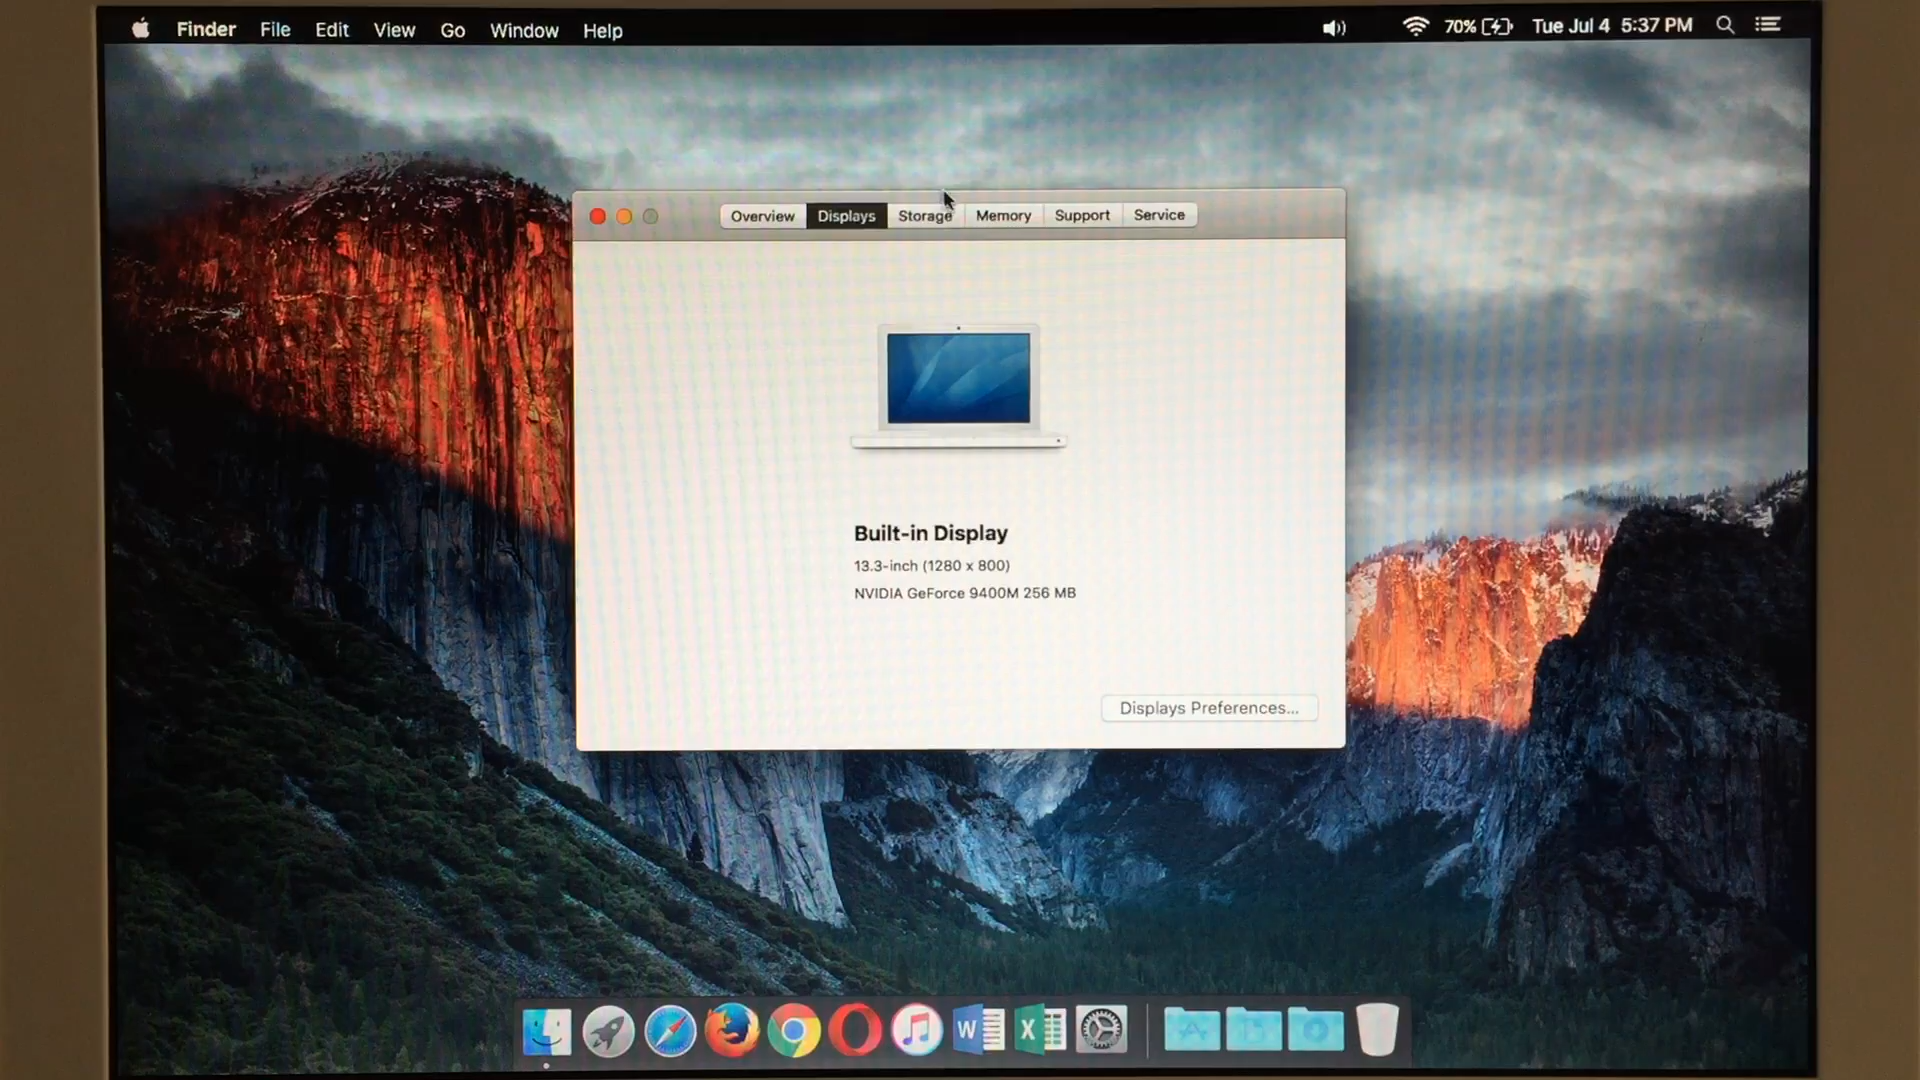 Finder File Edit View Go Window Help 70% Tue Jul 4 5:37 PM
Overview Displays Storage Memory Support Service
Built-in Display
13.3-inch (1280 x 800)
NVIDIA GeForce 9400M 256 MB
Displays Preferences...
W X